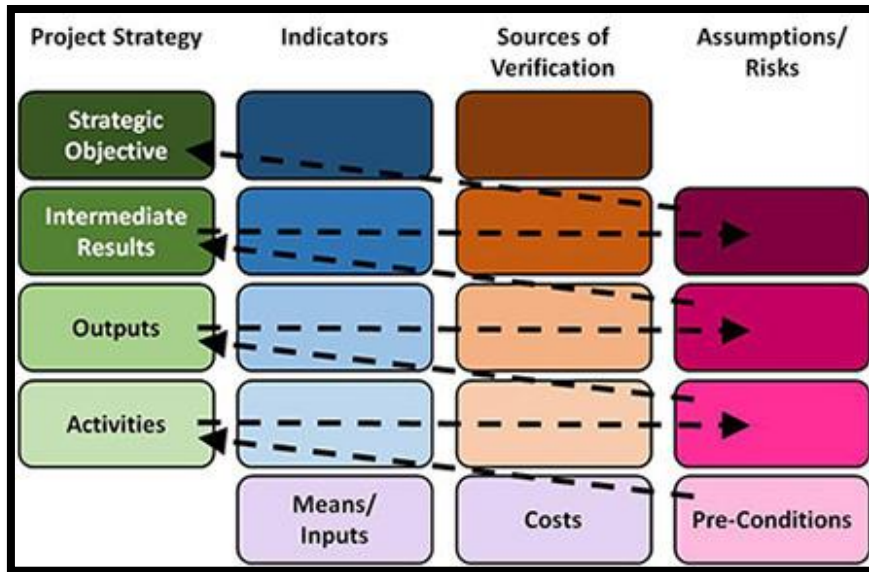 Project Strategy
Indicators
Sources of
Verification
Assumptions/
Risks
Strategic
Objective
Intermediate
Results
Outputs
Activities
Means/
Inputs
Costs
Pre-Conditions